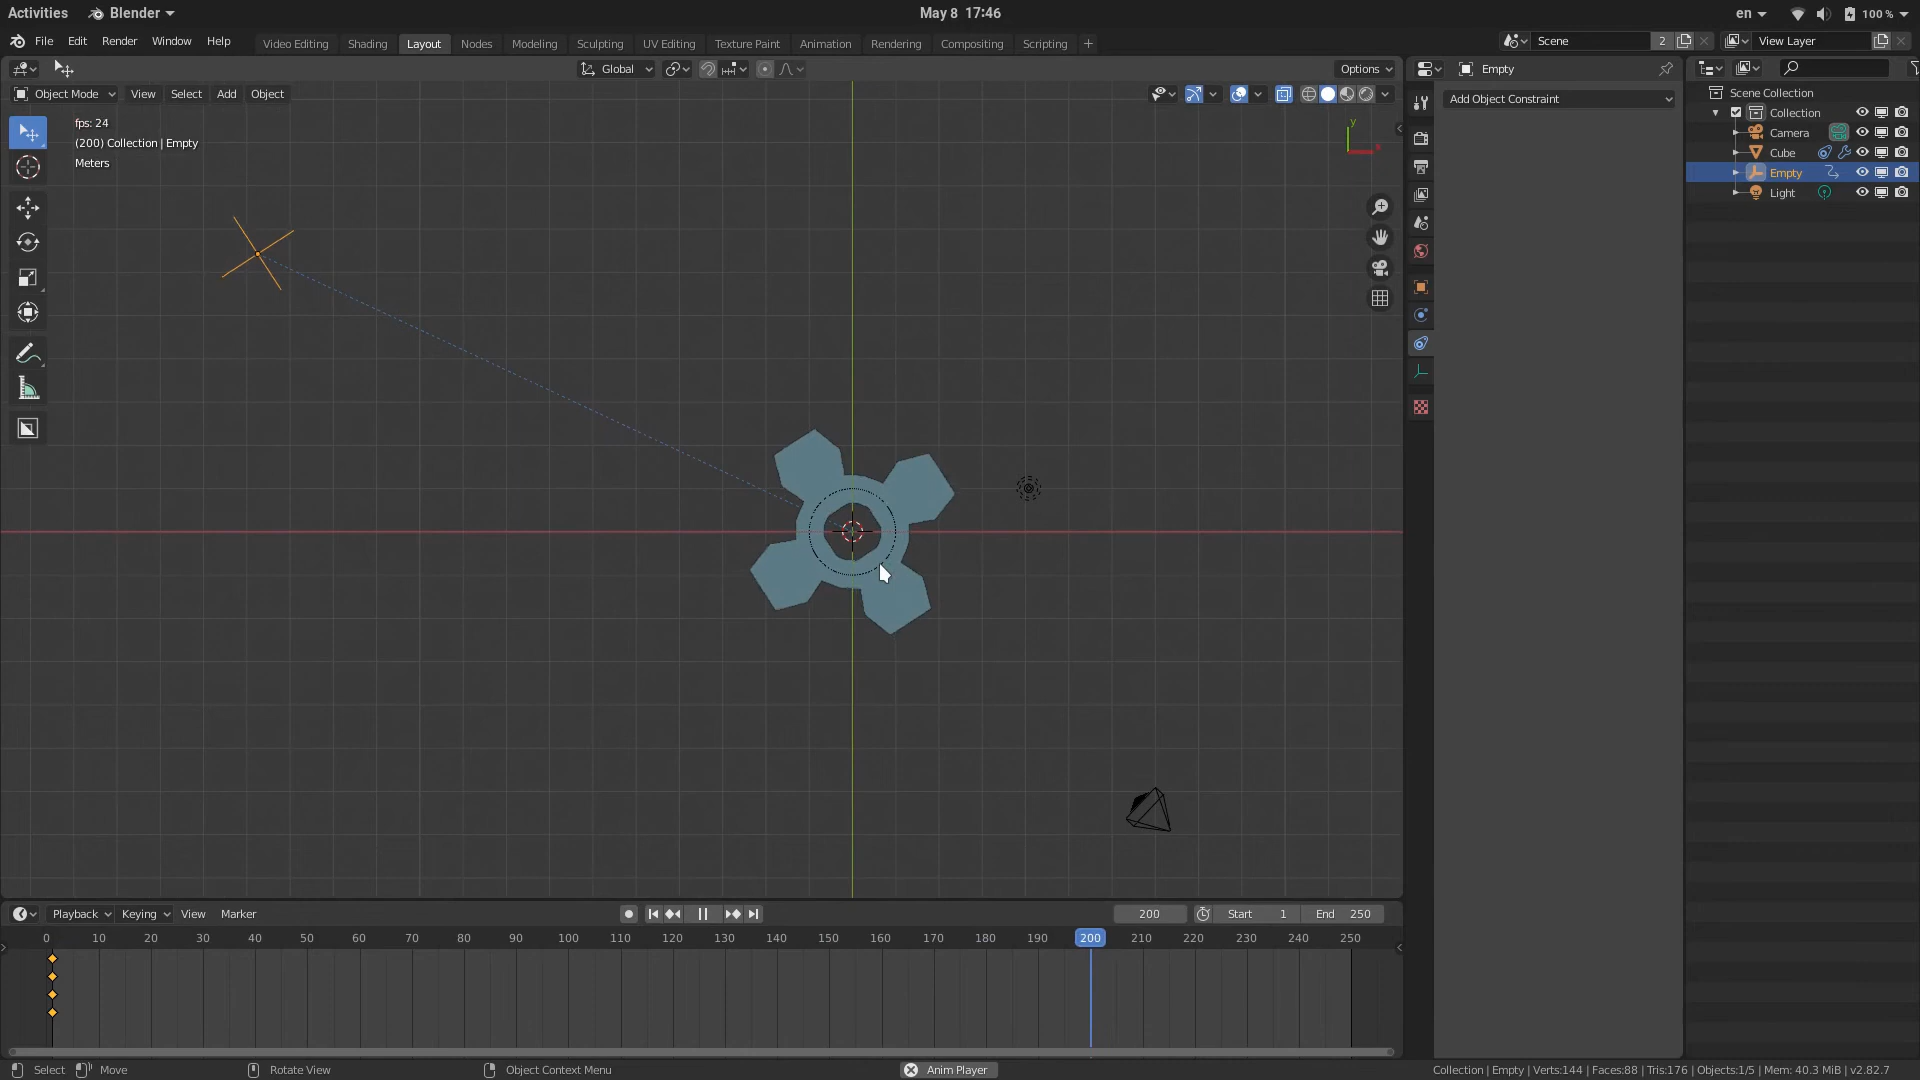 Activities Blender May 8 17:46 en 100 %
File Edit Render Window Help Video Editing Shading Layout Nodes Modeling Sculpting UV Editing Texture Paint Animation Rendering Compositing Scripting + Scene 2 View Layer
Global Options Empty
Object Mode View Select Add Object Add Object Constraint Scene Collection
Collection
fps: 24 y
(200) Collection | Empty Camera
Meters x Cube
Empty
Light
Playback Keying View Marker 200 Start 1 End 250
0 10 20 30 40 50 60 70 80 90 100 110 120 130 140 150 160 170 180 190 200 210 220 230 240 250
Select Move Rotate View Object Context Menu Anim Player Collection | Empty | Verts:144 | Faces:88 | Tris:176 | Objects:1/5 | Mem: 40.3 MiB | v2.82.7